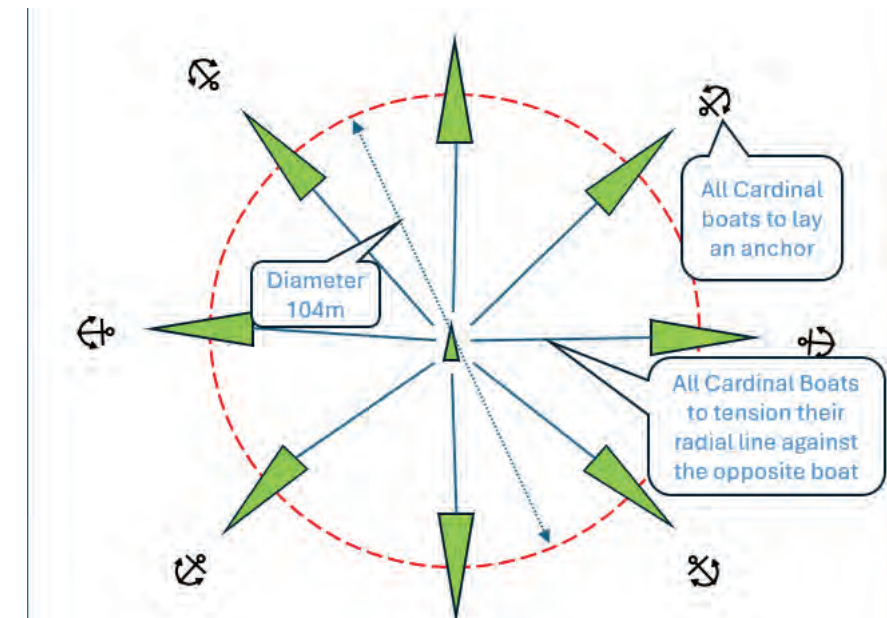 All Cardinal
boats to lay
an anchor
Diameter
104m
All Cardinal Boats
to tension their
radial line against
the opposite boat